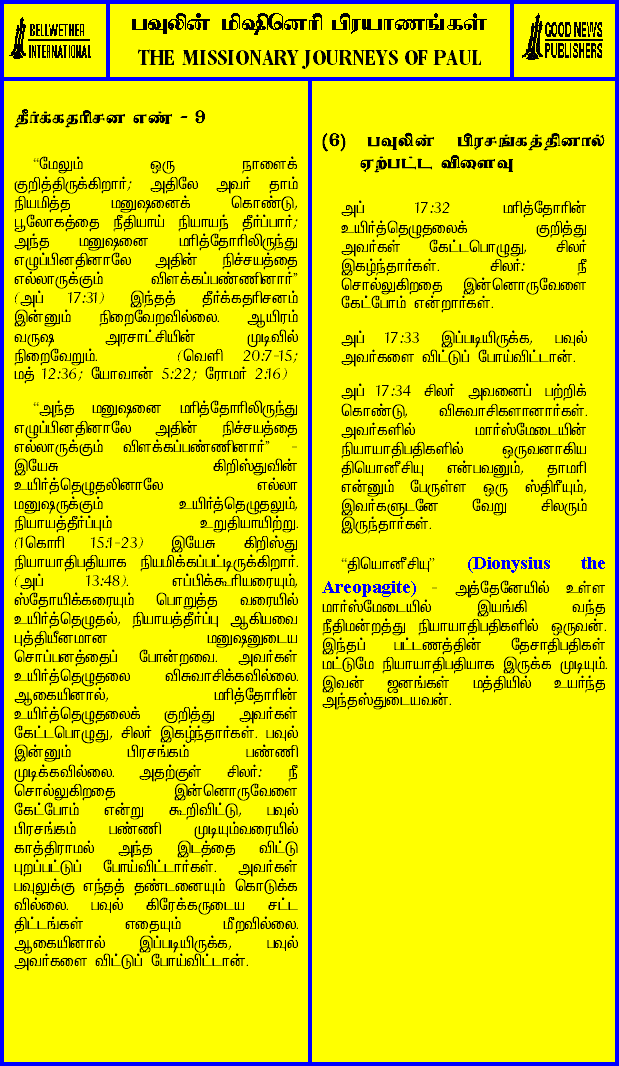 BELLWETHER
INTERNATIONAL
பவுலின் மிஷினெரி பிரயாணங்கள்
THE MISSIONARY JOURNEYS OF PAUL
GOOD NEWS
PUBLISHERS
தீர்க்கதரிசன எண் - 9
“மேலும் ஒரு நாளைக்
குறித்திருக்கிறார்; அதிலே அவர் தாம்
நியமித்த மனுஷனைக் கொண்டு,
பூலோகத்தை நீதியாய் நியாயந் தீர்ப்பார்;
அந்த மனுஷனை மரித்தோரிலிருந்து
எழுப்பினதினாலே அதின் நிச்சயத்தை
எல்லாருக்கும் விளக்கப்பண்ணினார்”
(அப் 17:31) இந்தத் தீர்க்கதரிசனம்
இன்னும் நிறைவேறவில்லை. ஆயிரம்
வருஷ அரசாட்சியின் முடிவில்
நிறைவேறும். (வெளி 20:7-15;
மத் 12:36; யோவான் 5:22; ரோமர் 2:16)
“அந்த மனுஷனை மரித்தோரிலிருந்து
எழுப்பினதினாலே அதின் நிச்சயத்தை
எல்லாருக்கும் விளக்கப்பண்ணினார்” -
இயேசு கிறிஸ்துவின்
உயிர்த்தெழுதலினாலே எல்லா
மனுஷருக்கும் உயிர்த்தெழுதலும்,
நியாயத்தீர்ப்பும் உறுதியாயிற்று.
(1கொரி 15:1-23) இயேசு கிறிஸ்து
நியாயாதிபதியாக நியமிக்கப்பட்டிருக்கிறார்.
(அப் 13:48). எப்பிக்கூரியரையும்,
ஸ்தோயிக்கரையும் பொறுத்த வரையில்
உயிர்த்தெழுதல், நியாயத்தீர்ப்பு ஆகியவை
புத்தியீனமான மனுஷனுடைய
சொப்பனத்தைப் போன்றவை. அவர்கள்
உயிர்த்தெழுதலை விசுவாசிக்கவில்லை.
ஆகையினால், மரித்தோரின்
உயிர்த்தெழுதலைக் குறித்து அவர்கள்
கேட்டபொழுது, சிலர் இகழ்ந்தார்கள். பவுல்
இன்னும் பிரசங்கம் பண்ணி
முடிக்கவில்லை. அதற்குள் சிலர்: நீ
சொல்லுகிறதை இன்னொருவேளை
கேட்போம் என்று கூறிவிட்டு, பவுல்
பிரசங்கம் பண்ணி முடியும்வரையில்
காத்திராமல் அந்த இடத்தை விட்டு
புறப்பட்டுப் போய்விட்டார்கள். அவர்கள்
பவுலுக்கு எந்தத் தண்டனையும் கொடுக்க
வில்லை. பவுல் கிரேக்கருடைய சட்ட
திட்டங்கள் எதையும் மீறவில்லை.
ஆகையினால் இப்படியிருக்க, பவுல்
அவர்களை விட்டுப் போய்விட்டான்.
(6) பவுலின் பிரசங்கத்தினால்
ஏற்பட்ட விளைவு
அப் 17:32 மரித்தோரின்
உயிர்த்தெழுதலைக் குறித்து
அவர்கள் கேட்டபொழுது, சிலர்
இகழ்ந்தார்கள். சிலர்: நீ
சொல்லுகிறதை இன்னொருவேளை
கேட்போம் என்றார்கள்.
அப் 17:33 இப்படியிருக்க, பவுல்
அவர்களை விட்டுப் போய்விட்டான்.
அப் 17:34 சிலர் அவனைப் பற்றிக்
கொண்டு, விசுவாசிகளானார்கள்.
அவர்களில் மார்ஸ்மேடையின்
நியாயாதிபதிகளில் ஒருவனாகிய
தியொனீசியு என்பவனும், தாமரி
என்னும் பேருள்ள ஒரு ஸ்திரீயும்,
இவர்களுடனே வேறு சிலரும்
இருந்தார்கள்.
“தியொனீசியு” (Dionysius the
Areopagite) - அத்தேனேயில் உள்ள
மார்ஸ்மேடையில் இயங்கி வந்த
நீதிமன்றத்து நியாயாதிபதிகளில் ஒருவன்.
இந்தப் பட்டணத்தின் தேசாதிபதிகள்
மட்டுமே நியாயாதிபதியாக இருக்க முடியும்.
இவன் ஜனங்கள் மத்தியில் உயர்ந்த
அந்தஸ்துடையவன்.